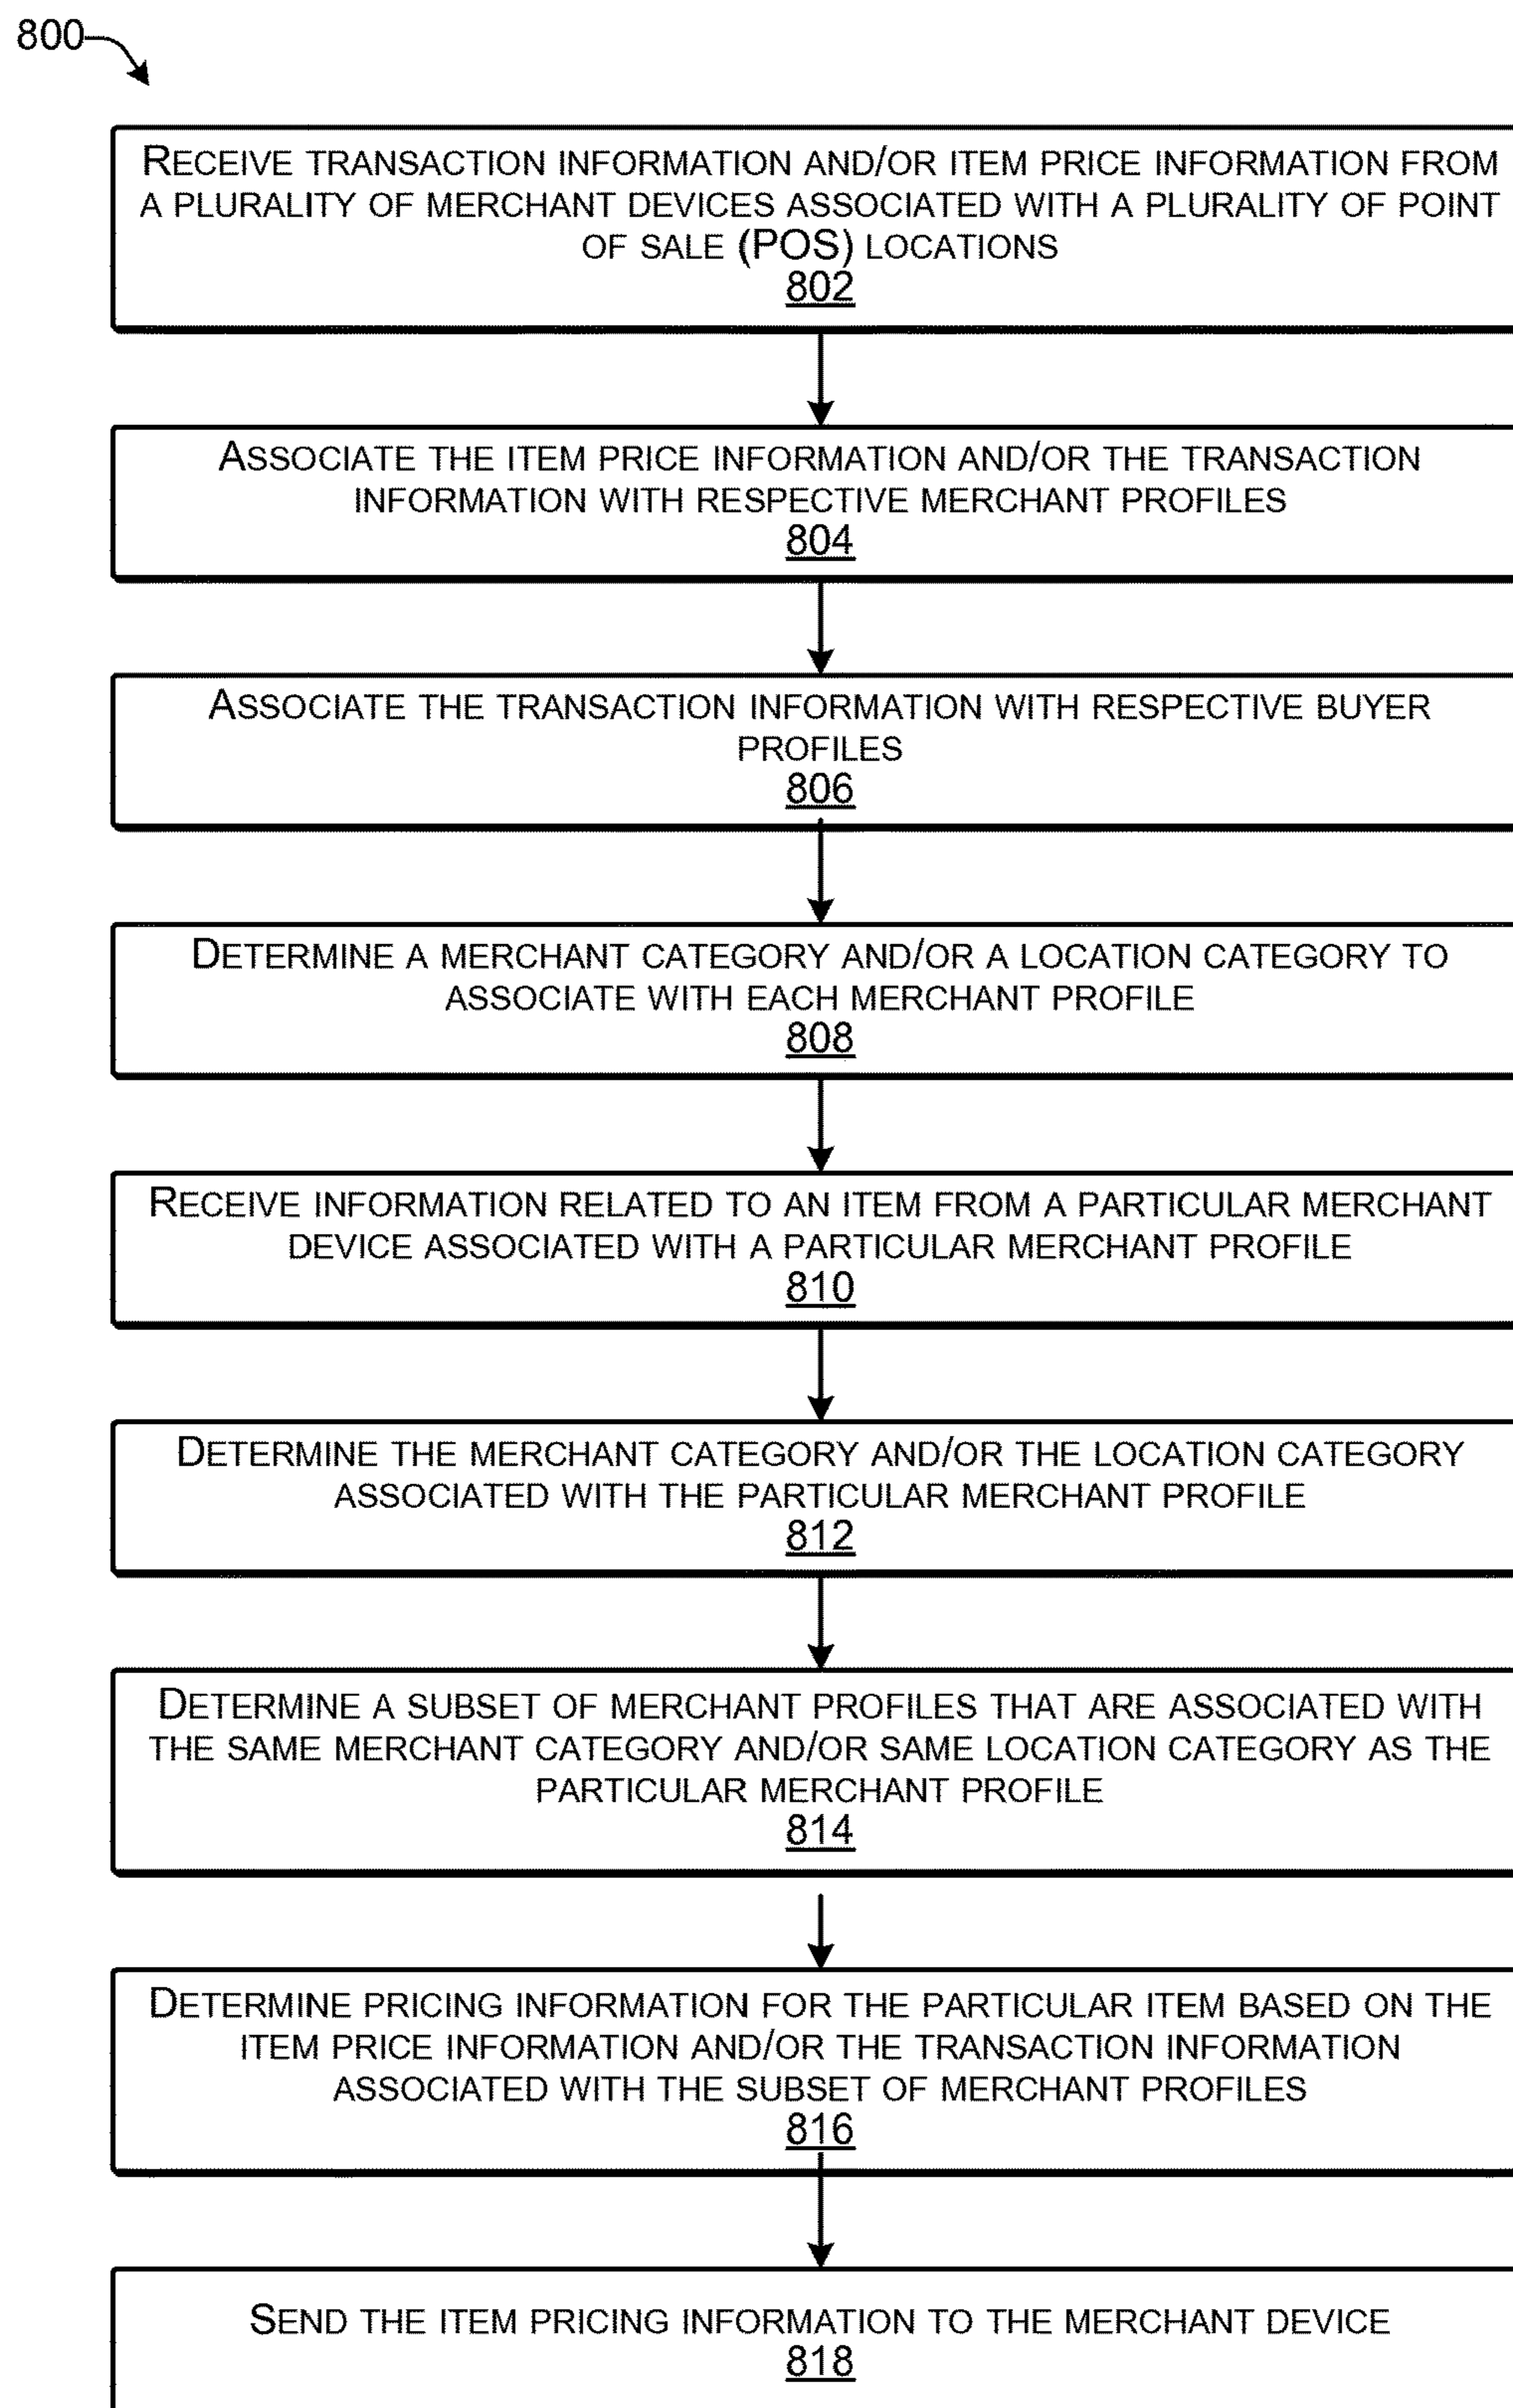 800
RECEIVE TRANSACTION INFORMATION AND/OR ITEM PRICE INFORMATION FROM
A PLURALITY OF MERCHANT DEVICES ASSOCIATED WITH A PLURALITY OF POINT
OF SALE (POS) LOCATIONS
802
ASSOCIATE THE ITEM PRICE INFORMATION AND/OR THE TRANSACTION
INFORMATION WITH RESPECTIVE MERCHANT PROFILES
804
ASSOCIATE THE TRANSACTION INFORMATION WITH RESPECTIVE BUYER
PROFILES
806
DETERMINE A MERCHANT CATEGORY AND/OR A LOCATION CATEGORY TO
ASSOCIATE WITH EACH MERCHANT PROFILE
808
RECEIVE INFORMATION RELATED TO AN ITEM FROM A PARTICULAR MERCHANT
DEVICE ASSOCIATED WITH A PARTICULAR MERCHANT PROFILE
810
DETERMINE THE MERCHANT CATEGORY AND/OR THE LOCATION CATEGORY
ASSOCIATED WITH THE PARTICULAR MERCHANT PROFILE
812
DETERMINE A SUBSET OF MERCHANT PROFILES THAT ARE ASSOCIATED WITH
THE SAME MERCHANT CATEGORY AND/OR SAME LOCATION CATEGORY AS THE
PARTICULAR MERCHANT PROFILE
814
DETERMINE PRICING INFORMATION FOR THE PARTICULAR ITEM BASED ON THE
ITEM PRICE INFORMATION AND/OR THE TRANSACTION INFORMATION
ASSOCIATED WITH THE SUBSET OF MERCHANT PROFILES
816
SEND THE ITEM PRICING INFORMATION TO THE MERCHANT DEVICE
818